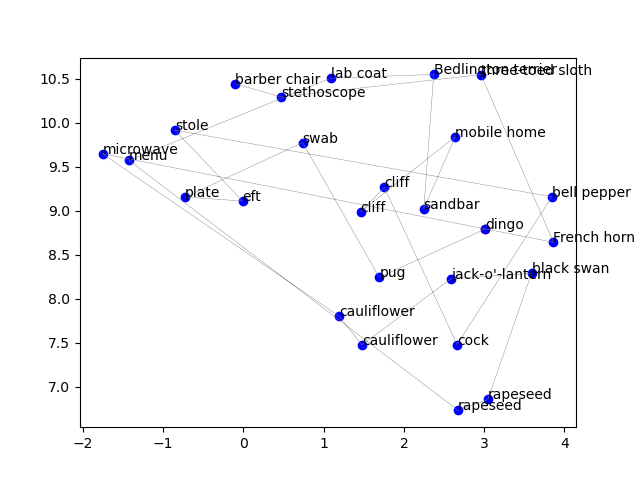 10.5
10.0
9.5
9.0
8.5
8.0
7.5
7.0
−2
−1
0
1
2
3
4
barber chair
lab coat
Bedlington terrier
three-toed sloth
stethoscope
stole
swab
mobile home
microwave
menu
plate
eft
cliff
cliff
sandbar
bell pepper
dingo
French horn
pug
jack-o'-lantern
black swan
cauliflower
cauliflower
cock
rapeseed
rapeseed